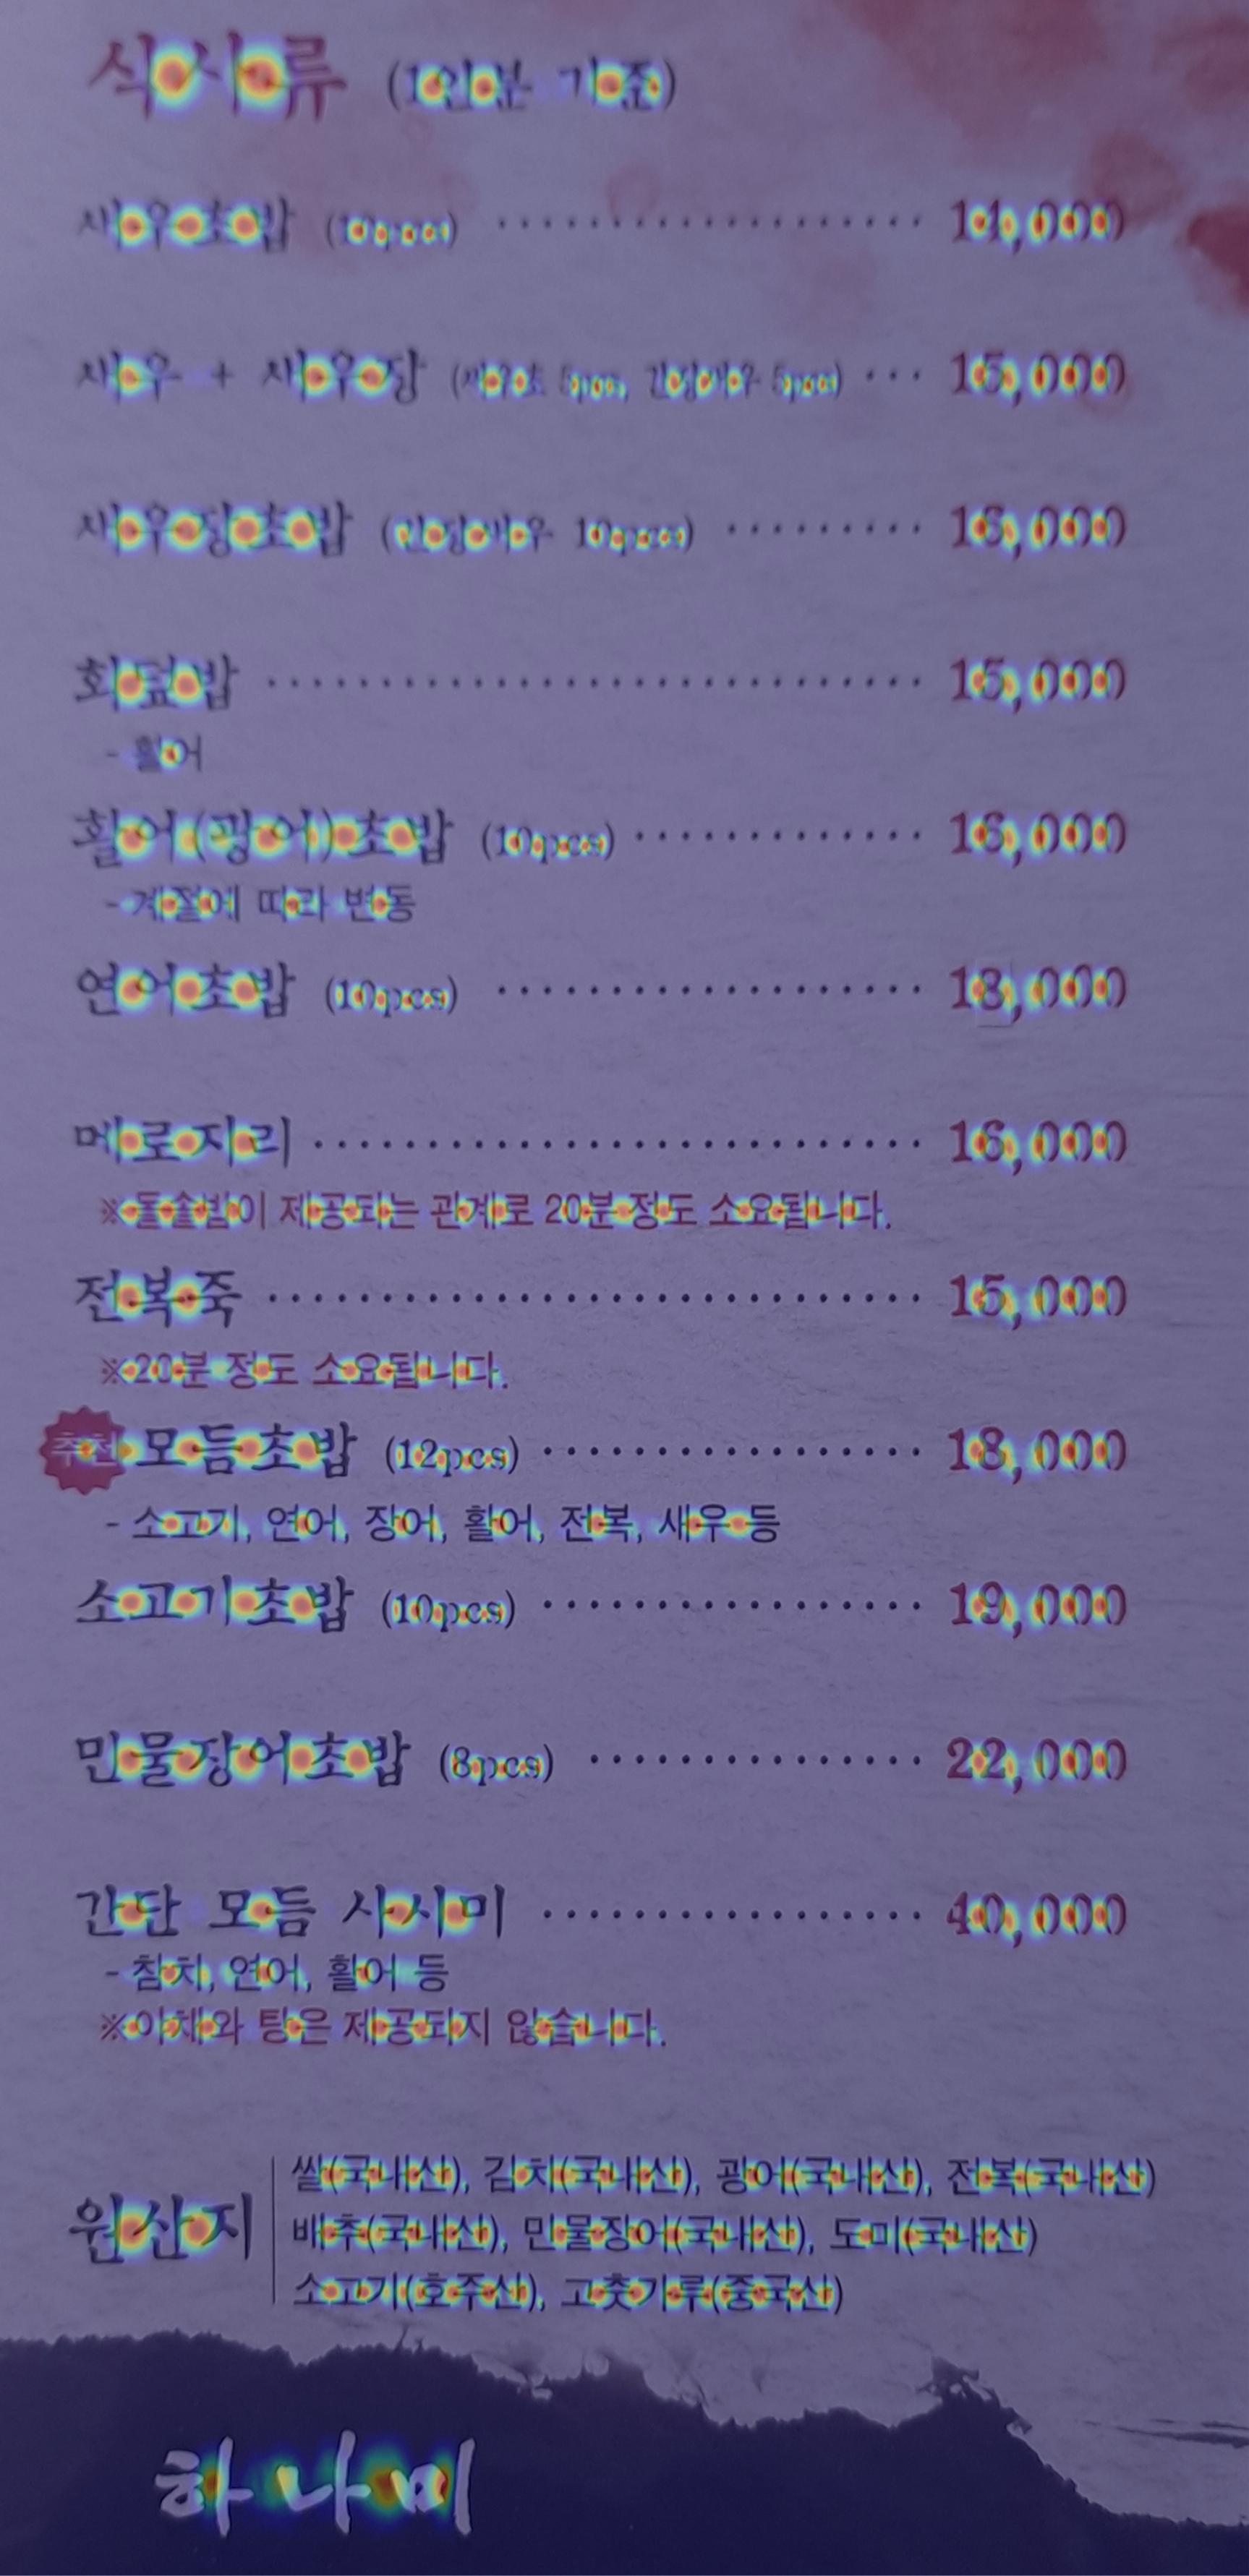 식사류 (1인분 기준)
새우초밥 (10pcs) ···················· 14,000
새우 + 새우장 (새우초 5pcs, 간장새우 5pcs) ··· 15,000
새우장초밥 (간장새우 10pcs) ········· 16,000
회덮밥 ····························· 15,000
- 활어
활어(광어)초밥 (10pcs) ·············· 16,000
- 계절에 따라 변동
연어초밥 (10pcs) ··················· 18,000
메로지리 ··························· 16,000
※돌솥밥이 제공되는 관계로 20분 정도 소요됩니다.
전복죽 ····························· 15,000
※20분 정도 소요됩니다.
추천 모듬초밥 (12pcs) ················· 18,000
- 소고기, 연어, 장어, 활어, 전복, 새우 등
소고기초밥 (10pcs) ················· 19,000
민물장어초밥 (8pcs) ··············· 22,000
간단 모듬 사시미 ················· 40,000
- 참치, 연어, 활어 등
※야채와 탕은 제공되지 않습니다.
원산지
쌀(국내산), 김치(국내산), 광어(국내산), 전복(국내산)
배추(국내산), 민물장어(국내산), 도미(국내산)
소고기(호주산), 고춧가루(중국산)
하나미